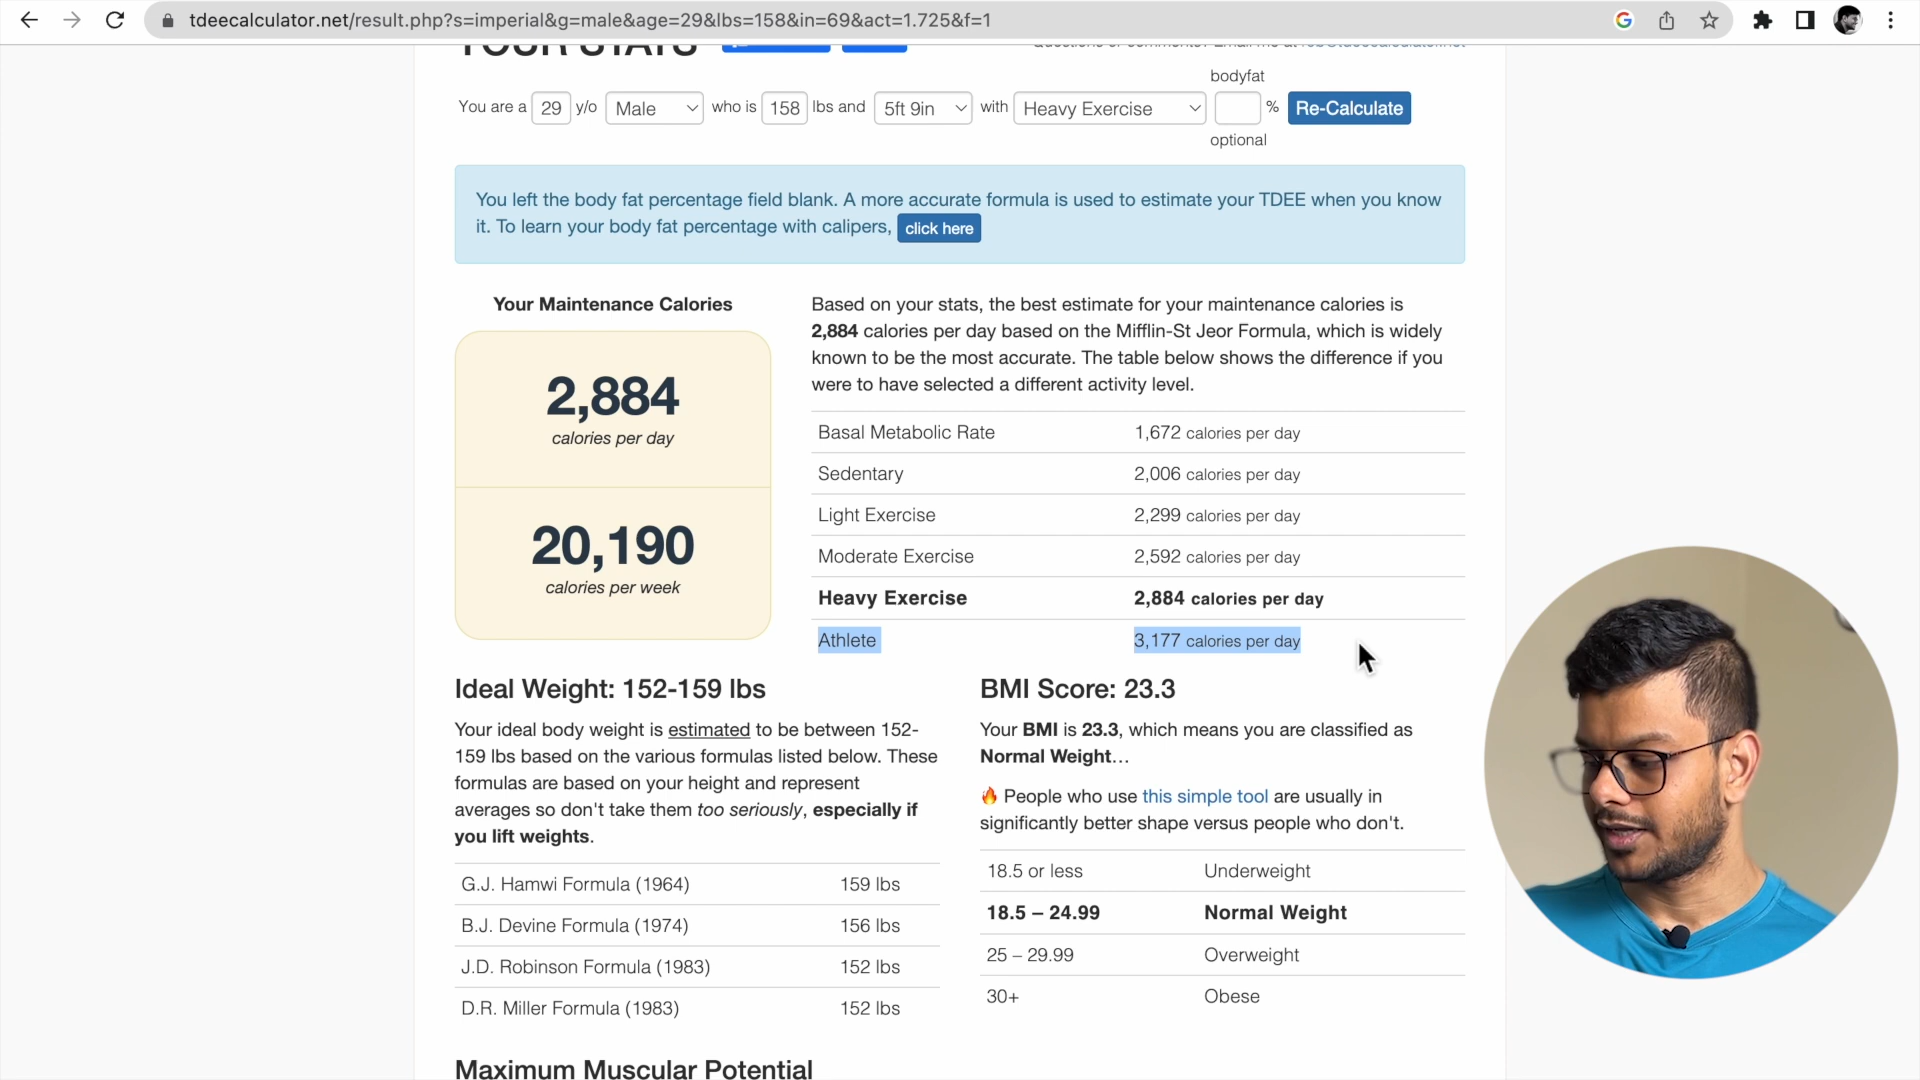 tdeecalculator.net/result.php?s=imperial&g=male&age=29&lbs=158&in=69&act=1.725&f=1
YOUR STATS
bodyfat
You are a 29 y/o Male who is 158 lbs and 5ft 9in with Heavy Exercise % Re-Calculate
optional
You left the body fat percentage field blank. A more accurate formula is used to estimate your TDEE when you know
it. To learn your body fat percentage with calipers, click here
Your Maintenance Calories
2,884
calories per day
20,190
calories per week
Based on your stats, the best estimate for your maintenance calories is
2,884 calories per day based on the Mifflin-St Jeor Formula, which is widely
known to be the most accurate. The table below shows the difference if you
were to have selected a different activity level.
Basal Metabolic Rate 1,672 calories per day
Sedentary 2,006 calories per day
Light Exercise 2,299 calories per day
Moderate Exercise 2,592 calories per day
Heavy Exercise 2,884 calories per day
Athlete 3,177 calories per day
Ideal Weight: 152-159 lbs
Your ideal body weight is estimated to be between 152-
159 lbs based on the various formulas listed below. These
formulas are based on your height and represent
averages so don't take them too seriously, especially if
you lift weights.
G.J. Hamwi Formula (1964) 159 lbs
B.J. Devine Formula (1974) 156 lbs
J.D. Robinson Formula (1983) 152 lbs
D.R. Miller Formula (1983) 152 lbs
BMI Score: 23.3
Your BMI is 23.3, which means you are classified as
Normal Weight…
🔥 People who use this simple tool are usually in
significantly better shape versus people who don't.
18.5 or less Underweight
18.5 – 24.99 Normal Weight
25 – 29.99 Overweight
30+ Obese
Maximum Muscular Potential